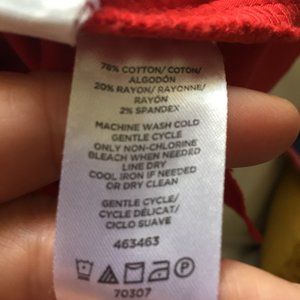 78% COTTON/ COTON/
ALGODÓN
20% RAYON/ RAYONNE/
RAYÓN
2% SPANDEX
MACHINE WASH COLD
GENTLE CYCLE
ONLY NON-CHLORINE
BLEACH WHEN NEEDED
LINE DRY
COOL IRON IF NEEDED
OR DRY CLEAN
GENTLE CYCLE/
CYCLE DÉLICAT/
CICLO SUAVE
463463
P
70307